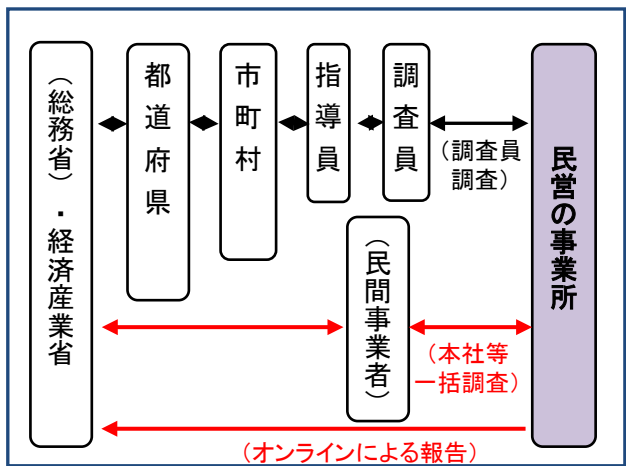 （総務省）・経済産業省
都道府県
市町村
指導員
調査員
（調査員
調査）
民営の事業所
（民間事業者）
（本社等
一括調査）
（オンラインによる報告）